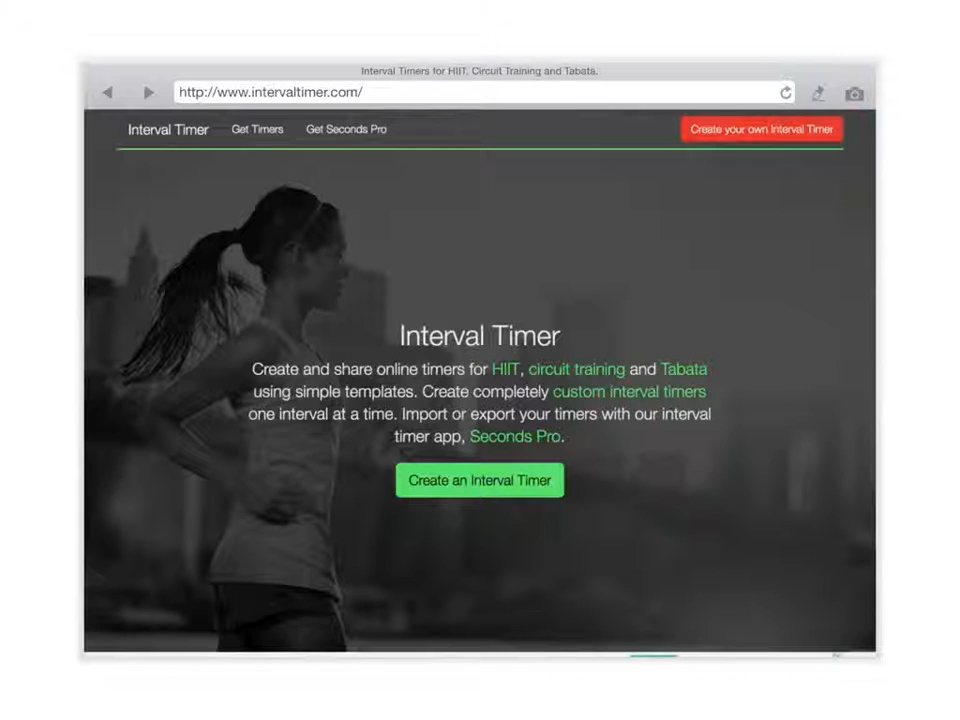 Interval Timers for HIIT, Circuit Training and Tabata.
http://www.intervaltimer.com/
Interval Timer Get Timers Get Seconds Pro Create your own Interval Timer
Interval Timer
Create and share online timers for HIIT, circuit training and Tabata
using simple templates. Create completely custom interval timers
one interval at a time. Import or export your timers with our interval
timer app, Seconds Pro.
Create an Interval Timer